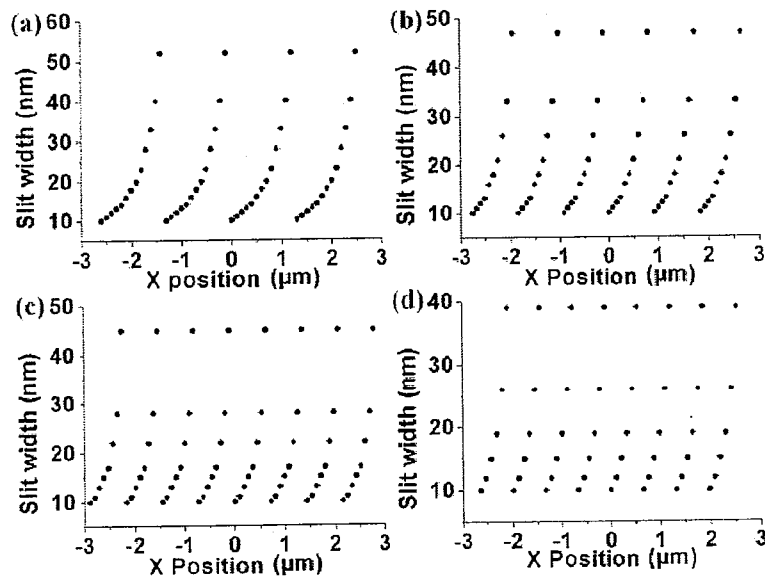 (a)
60
50
40
30
20
10
Slit width (nm)
-3 -2 -1 0 1 2 3
X position (μm)
(b)
50
40
30
20
10
Slit width (nm)
-3 -2 -1 0 1 2 3
X Position (μm)
(c)
50
40
30
20
10
Slit width (nm)
-3 -2 -1 0 1 2 3
X Position (μm)
(d)
40
30
20
10
Slit width (nm)
-3 -2 -1 0 1 2 3
X Position (μm)